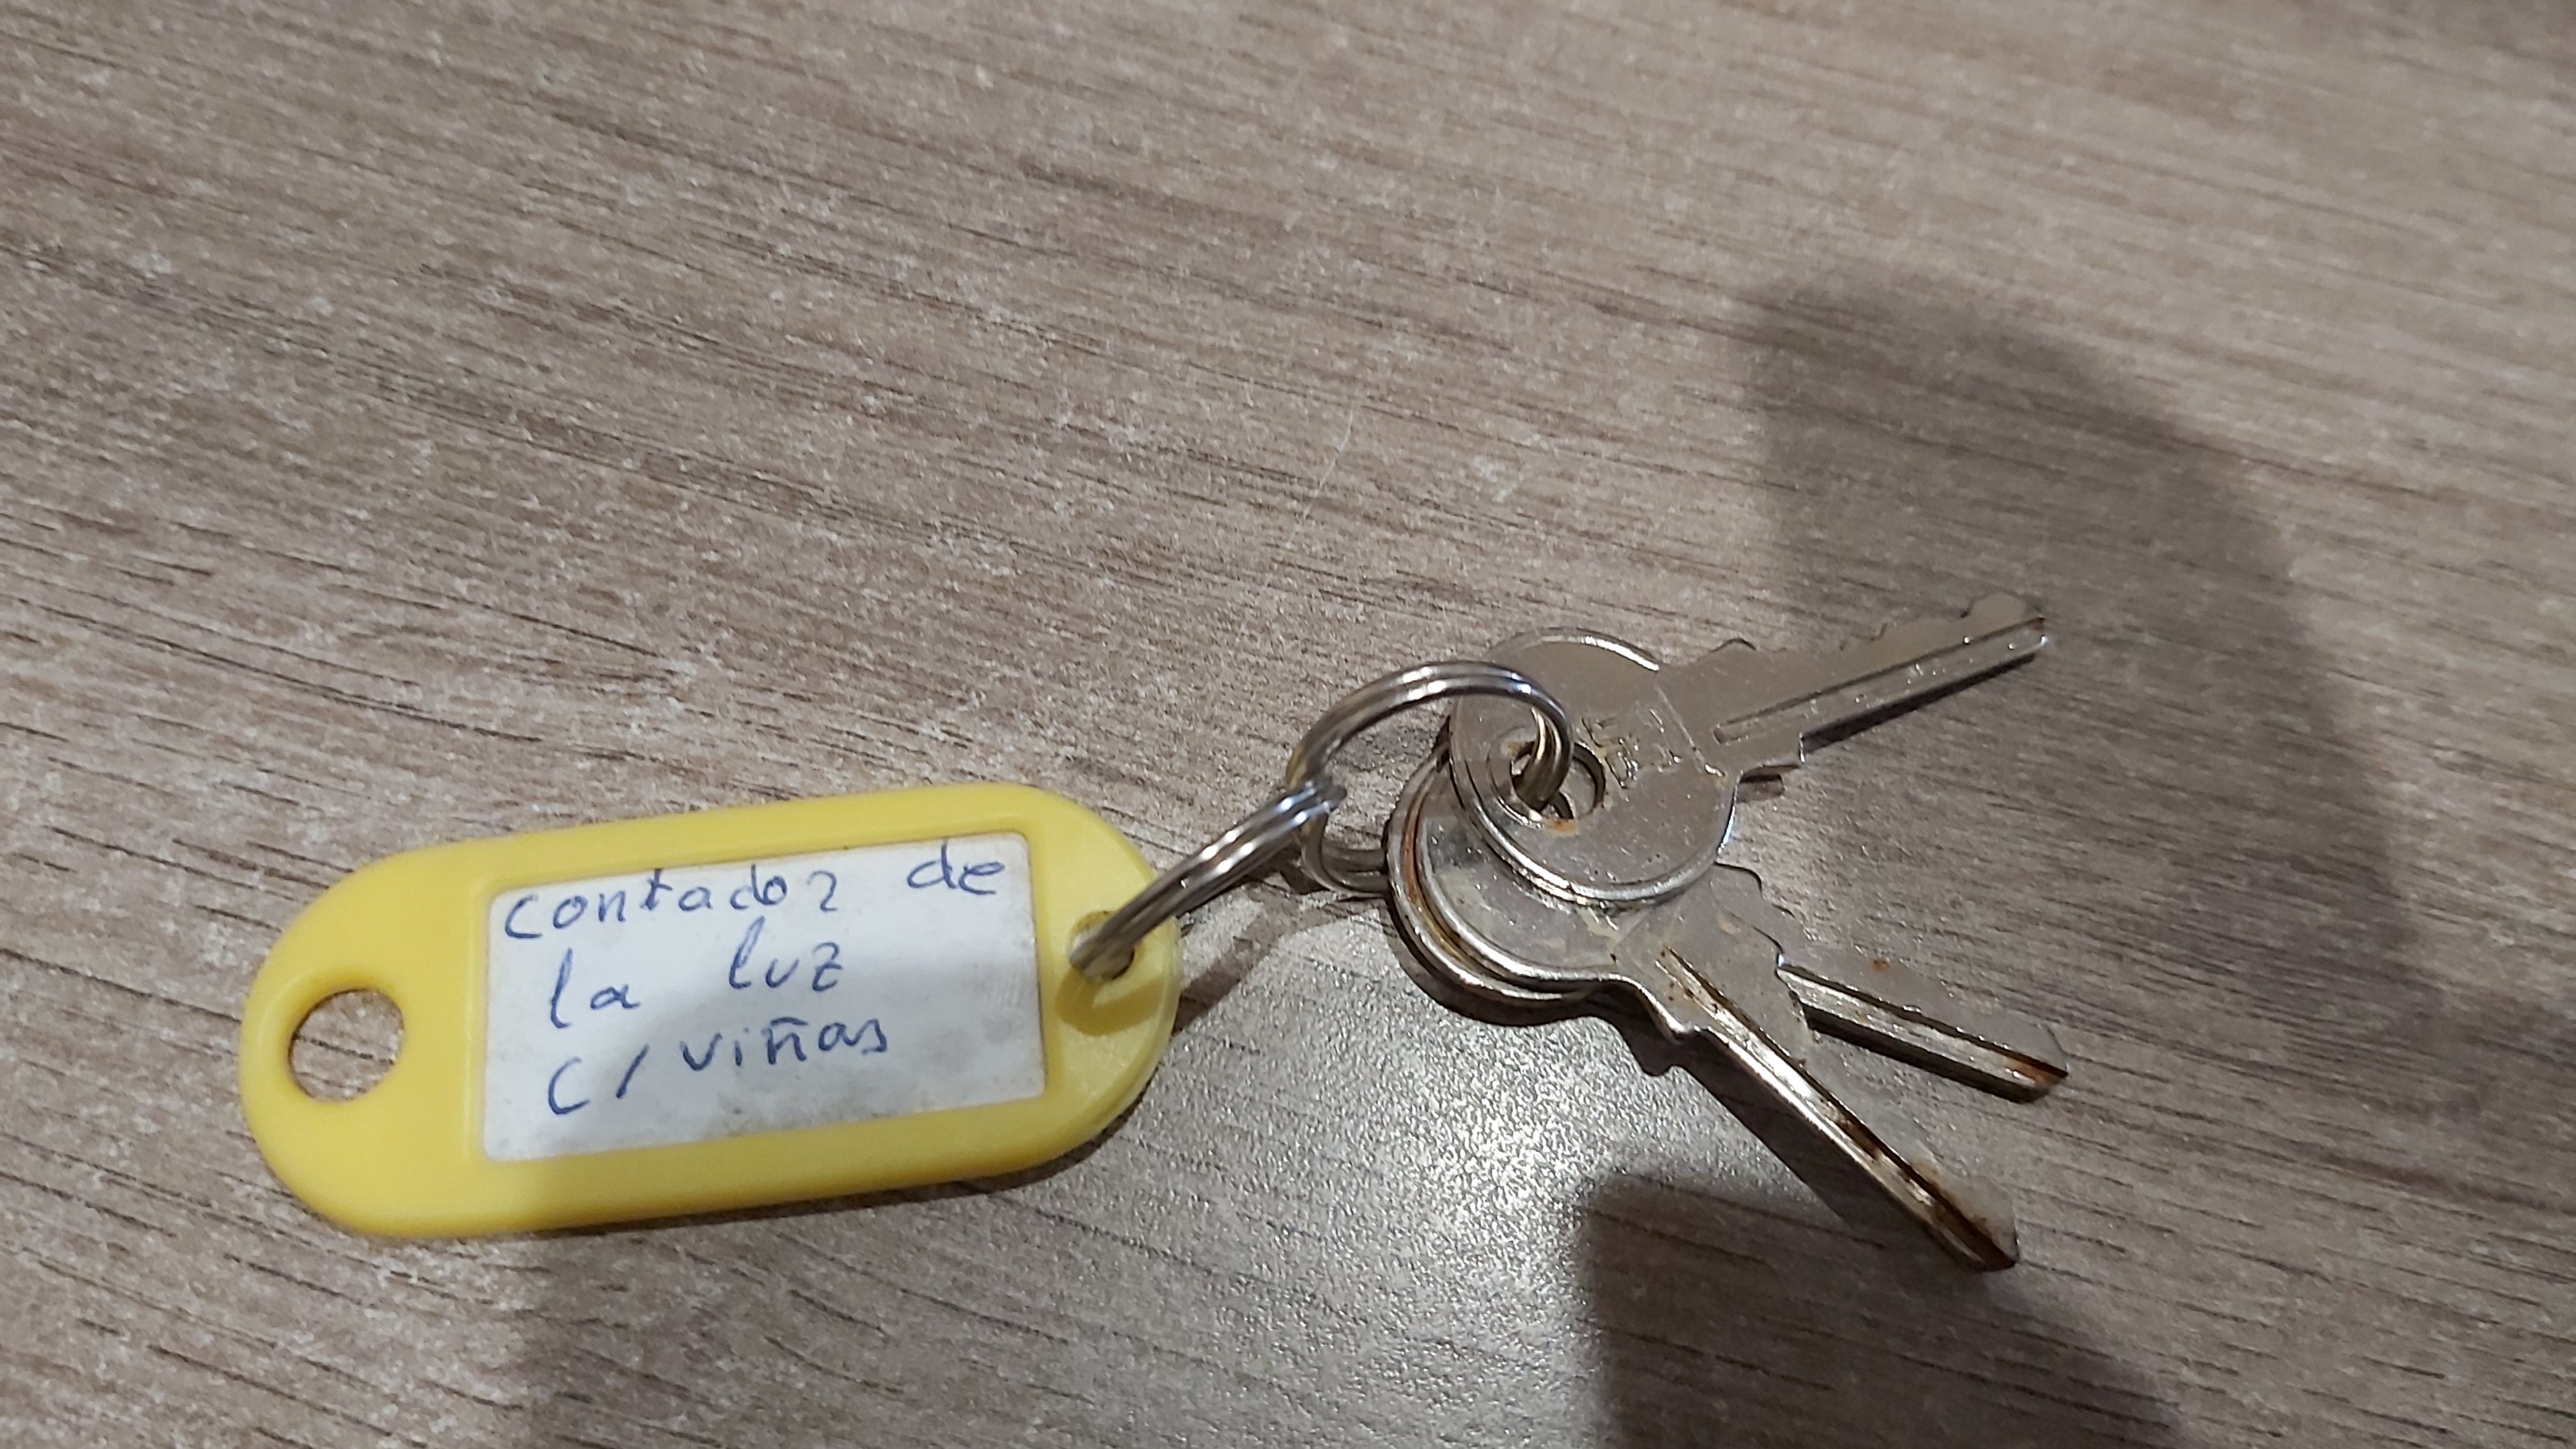 contador de
la luz
C/ viñas